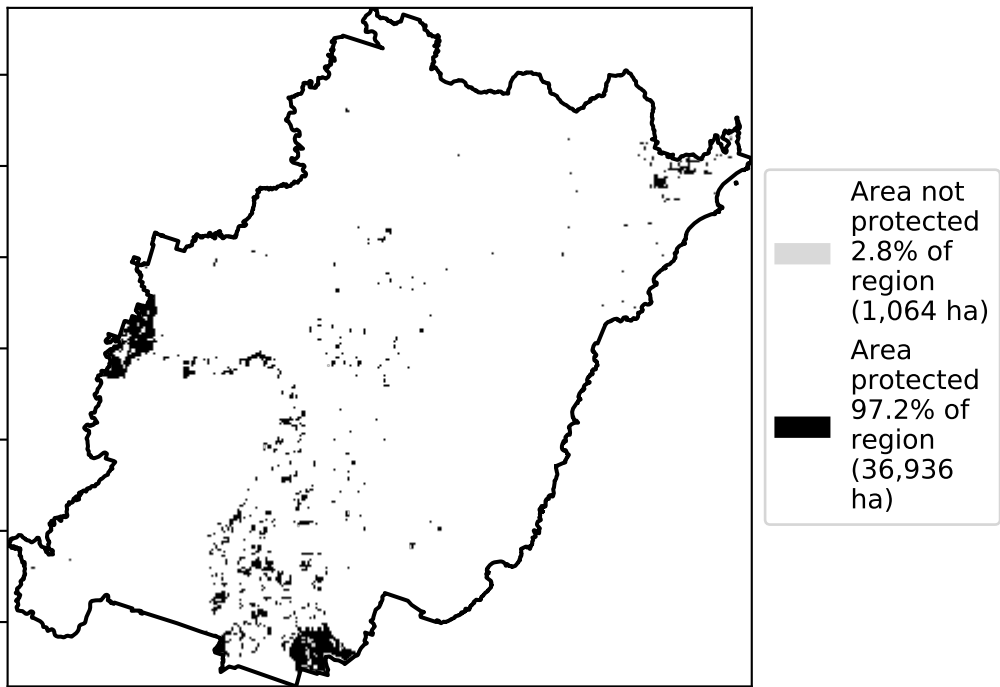 Area not
protected
2.8% of
region
(1,064 ha)
Area
protected
97.2% of
region
(36,936
ha)